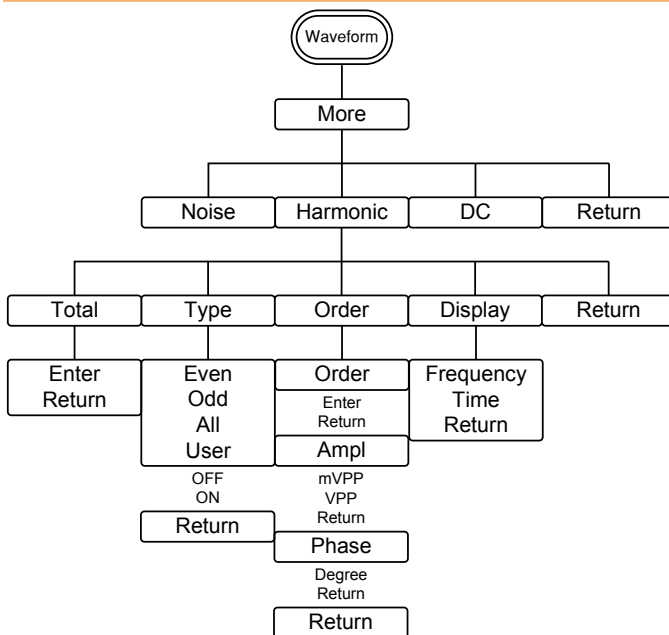 Waveform
More
Noise
Harmonic
DC
Return
Total
Type
Order
Display
Return
Enter
Return
Even
Odd
All
User
OFF
ON
Return
Order
Enter
Return
Ampl
mVPP
VPP
Return
Phase
Degree
Return
Return
Frequency
Time
Return